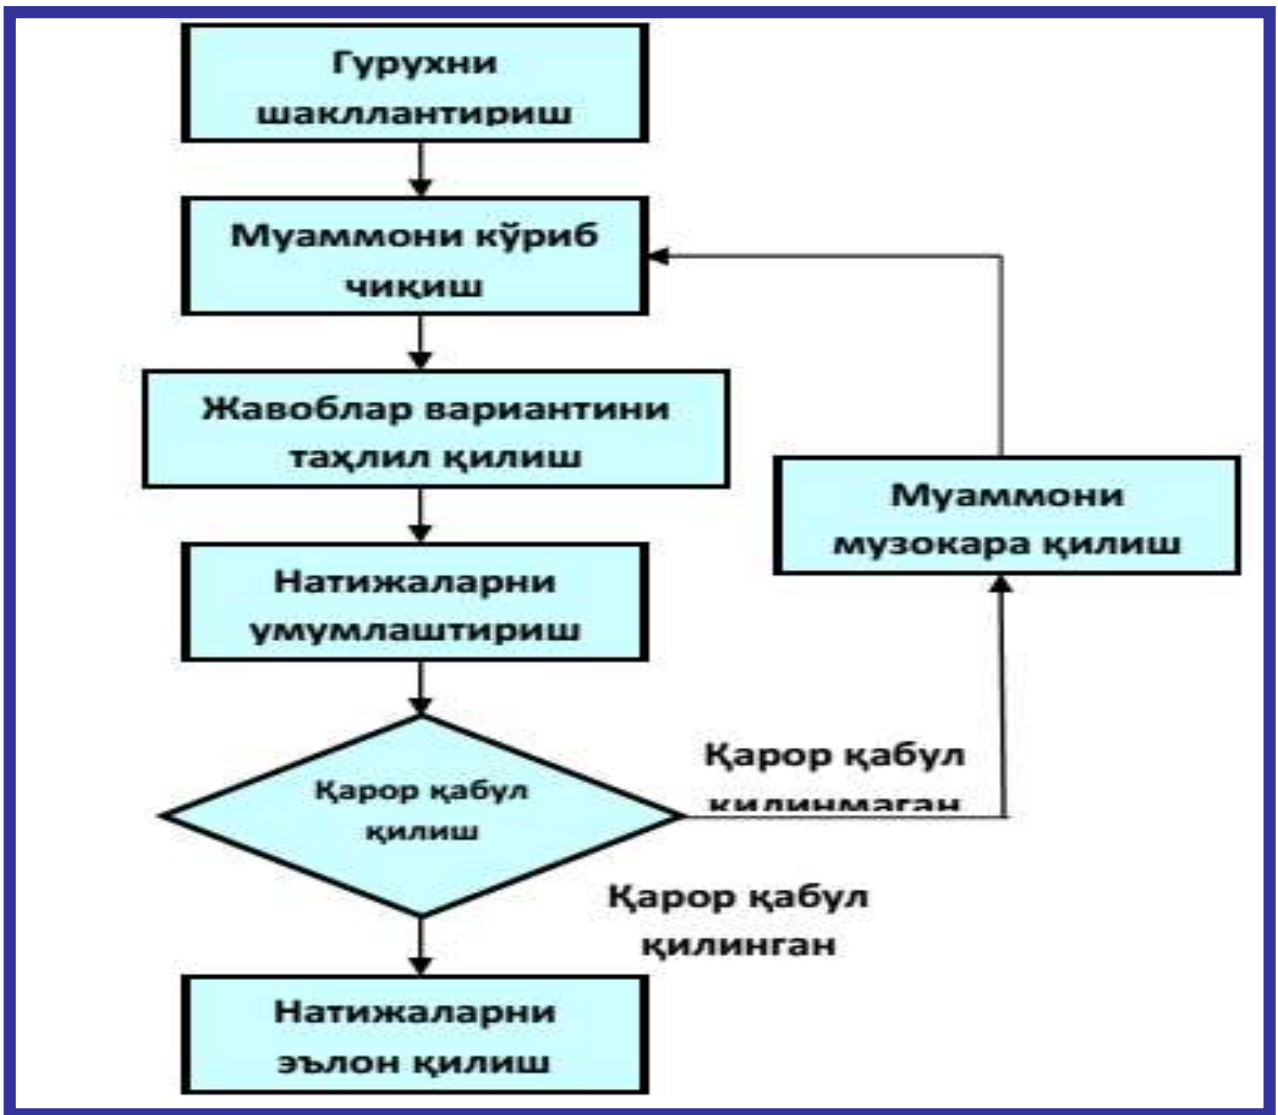 Гурухни
шакллантириш
Муаммони кўриб
чиқиш
Жавоблар вариантини
таҳлил қилиш
Муаммони
музокара қилиш
Натижаларни
умумлаштириш
Қарор қабул
қилинмаган
Қарор қабул
қилиш
Қарор қабул
қилинган
Натижаларни
эълон қилиш